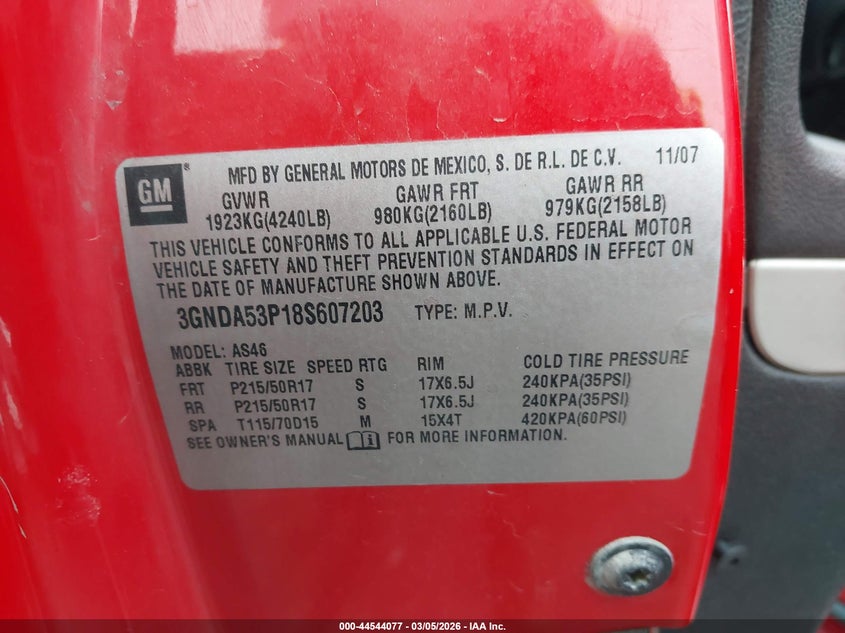 GM ® MFD BY GENERAL MOTORS DE MEXICO, S. DE R.L. DE C.V. 11/07
GVWR GAWR FRT GAWR RR
1923KG(4240LB) 980KG(2160LB) 979KG(2158LB)
THIS VEHICLE CONFORMS TO ALL APPLICABLE U.S. FEDERAL MOTOR
VEHICLE SAFETY AND THEFT PREVENTION STANDARDS IN EFFECT ON
THE DATE OF MANUFACTURE SHOWN ABOVE.
3GNDA53P18S607203 TYPE: M.P.V.
MODEL: AS46
ABBK TIRE SIZE SPEED RTG RIM COLD TIRE PRESSURE
FRT P215/50R17 S 17X6.5J 240KPA(35PSI)
RR P215/50R17 S 17X6.5J 240KPA(35PSI)
SPA T115/70D15 M 15X4T 420KPA(60PSI)
SEE OWNER'S MANUAL FOR MORE INFORMATION.
000-44544077 — 03/05/2026 — IAA Inc.